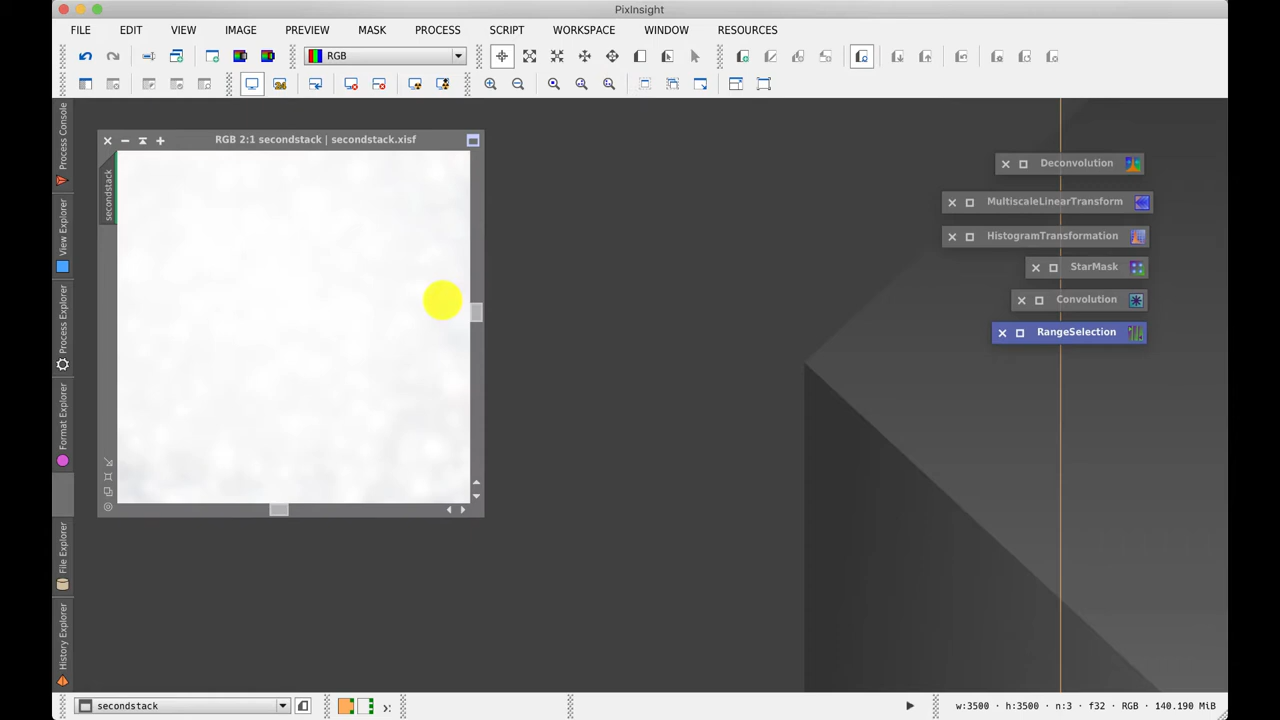 PixInsight
FILE EDIT VIEW IMAGE PREVIEW MASK PROCESS SCRIPT WORKSPACE WINDOW RESOURCES
RGB
Process Console
View Explorer
Process Explorer
Format Explorer
File Explorer
History Explorer
RGB 2:1 secondstack | secondstack.xisf
secondstack
Deconvolution
MultiscaleLinearTransform
HistogramTransformation
StarMask
Convolution
RangeSelection
secondstack
w:3500 · h:3500 · n:3 · f32 · RGB · 140.190 MiB